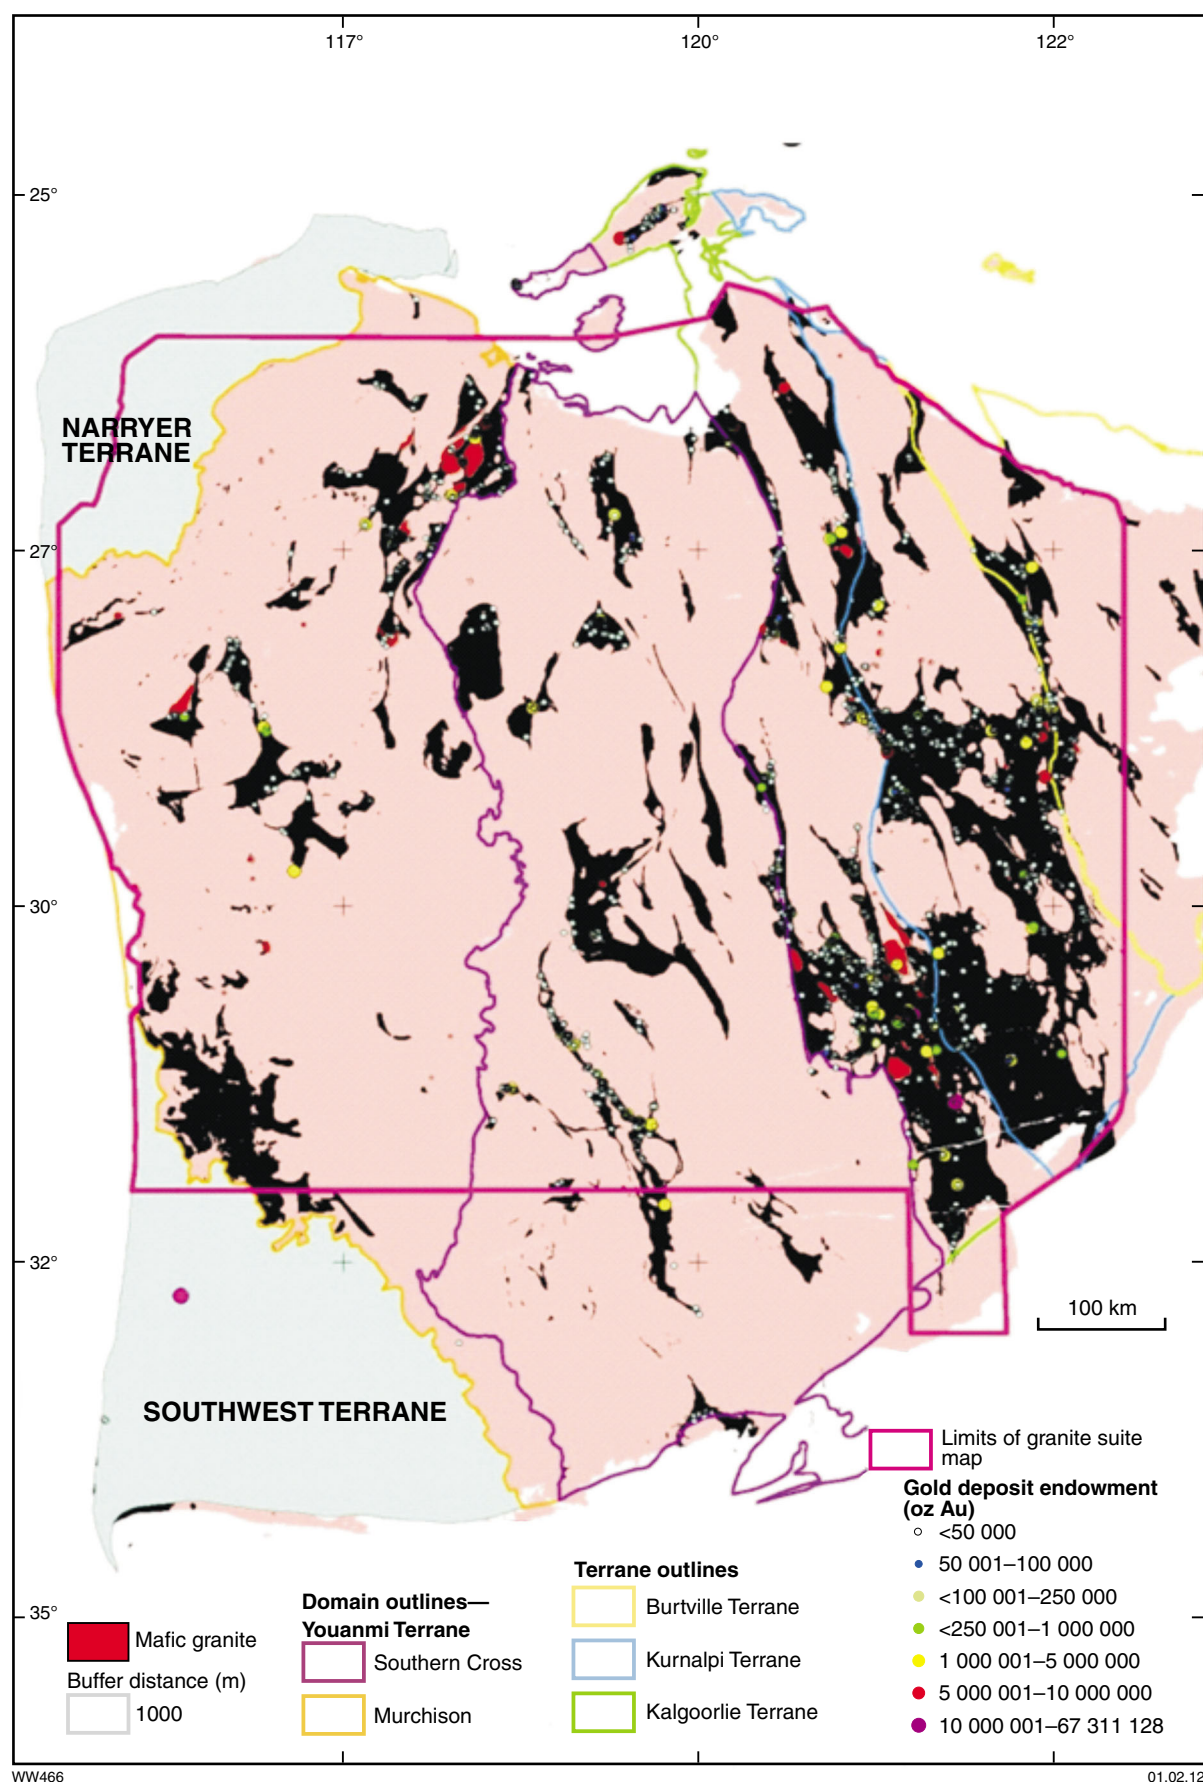 117° 120° 122°
25°
NARRYER
TERRANE
27°
30°
32°
100 km
SOUTHWEST TERRANE
Limits of granite suite
map
Gold deposit endowment
(oz Au)
<50 000
50 001–100 000
<100 001–250 000
<250 001–1 000 000
1 000 001–5 000 000
5 000 001–10 000 000
10 000 001–67 311 128
Terrane outlines
Burtville Terrane
Kurnalpi Terrane
Kalgoorlie Terrane
Domain outlines—
Youanmi Terrane
Southern Cross
Murchison
35°
Mafic granite
Buffer distance (m)
1000
WW466 01.02.12